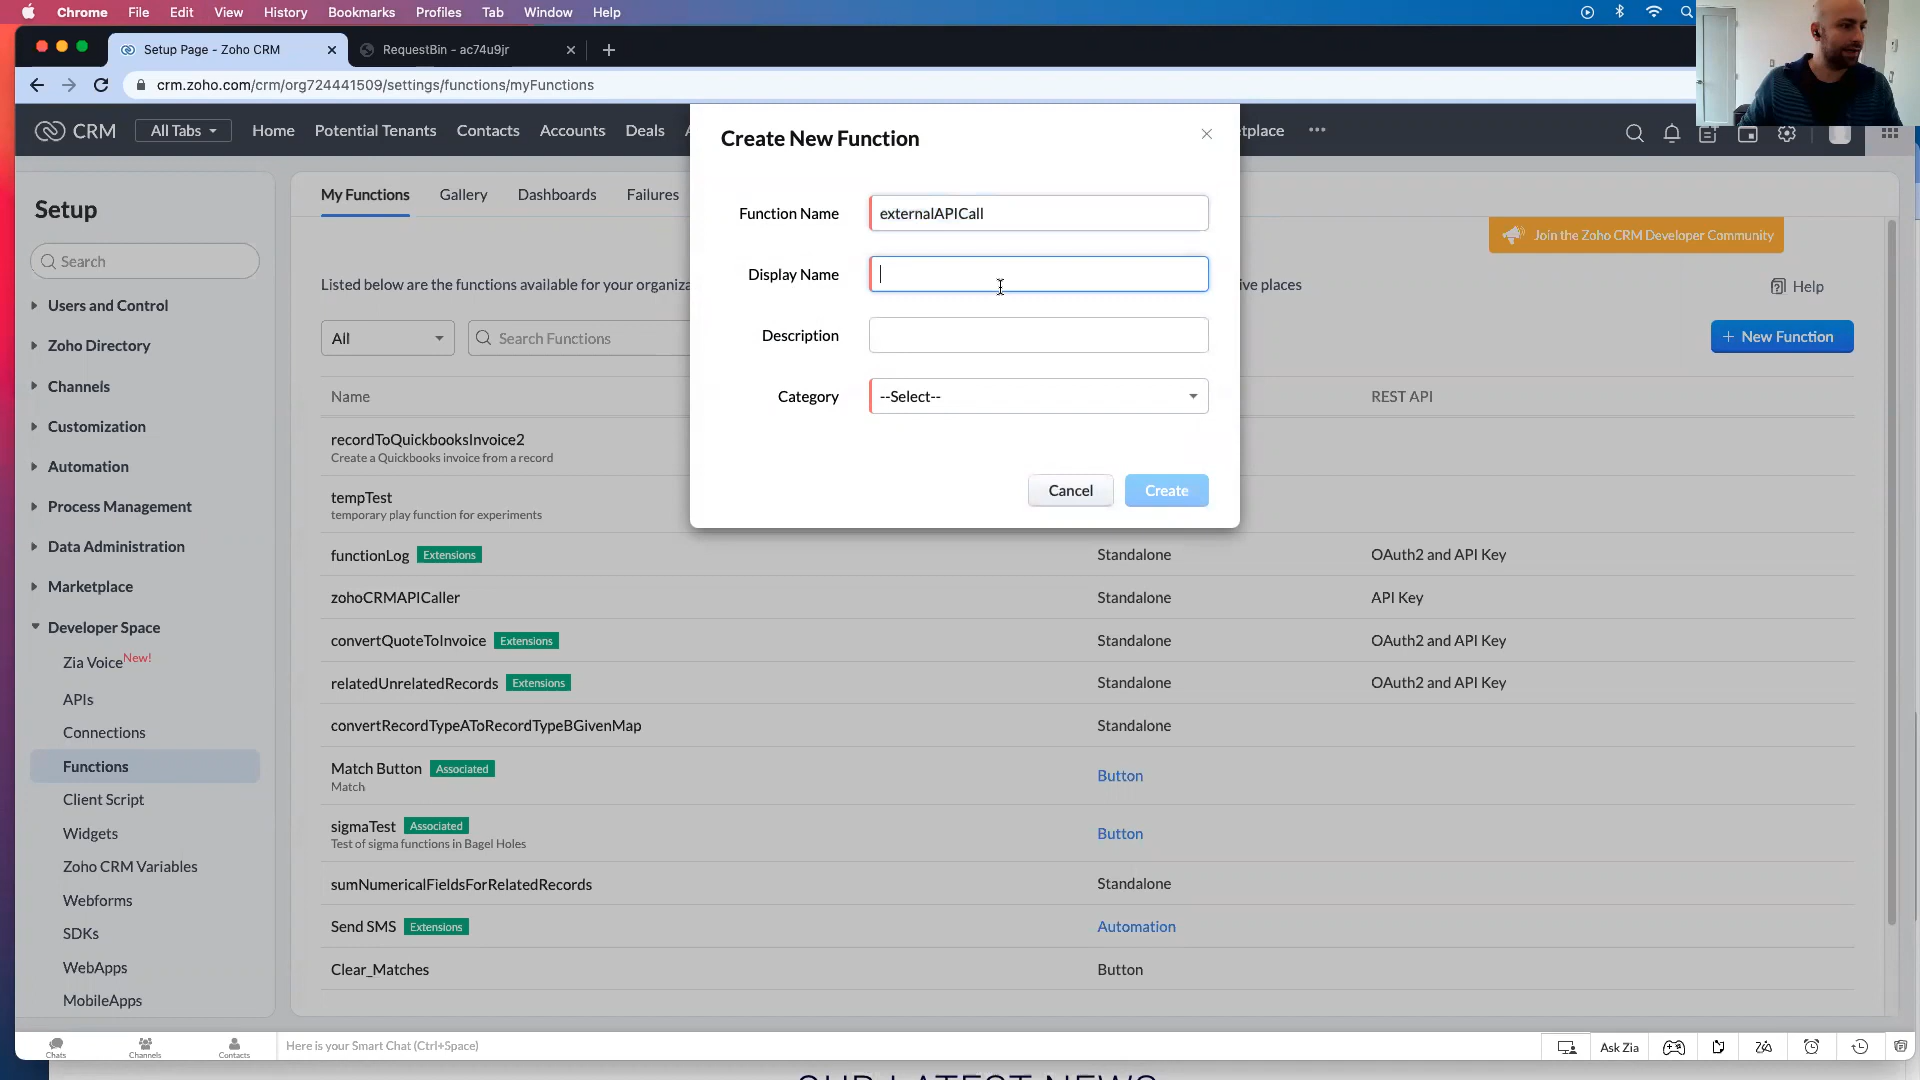 Chrome File Edit View History Bookmarks Profiles Tab Window Help
Setup Page - Zoho CRM
RequestBin - ac74u9jr
crm.zoho.com/crm/org724441509/settings/functions/myFunctions
CRM All Tabs Home Potential Tenants Contacts Accounts Deals
Setup
Search
Users and Control
Zoho Directory
Channels
Customization
Automation
Process Management
Data Administration
Marketplace
Developer Space
Zia Voice New!
APIs
Connections
Functions
Client Script
Widgets
Zoho CRM Variables
Webforms
SDKs
WebApps
MobileApps
My Functions Gallery Dashboards Failures
Join the Zoho CRM Developer Community
Listed below are the functions available for your organiza
ive places
Help
All
Search Functions
+ New Function
Name
REST API
recordToQuickbooksInvoice2
Create a Quickbooks invoice from a record
tempTest
temporary play function for experiments
functionLog Extensions Standalone OAuth2 and API Key
zohoCRMAPICaller Standalone API Key
convertQuoteToInvoice Extensions Standalone OAuth2 and API Key
relatedUnrelatedRecords Extensions Standalone OAuth2 and API Key
convertRecordTypeAToRecordTypeBGivenMap Standalone
Match Button Associated Button
Match
sigmaTest Associated Button
Test of sigma functions in Bagel Holes
sumNumericalFieldsForRelatedRecords Standalone
Send SMS Extensions Automation
Clear_Matches Button
Create New Function
Function Name externalAPICall
Display Name
Description
Category --Select--
Cancel Create
Chats Channels Contacts
Here is your Smart Chat (Ctrl+Space)
Ask Zia